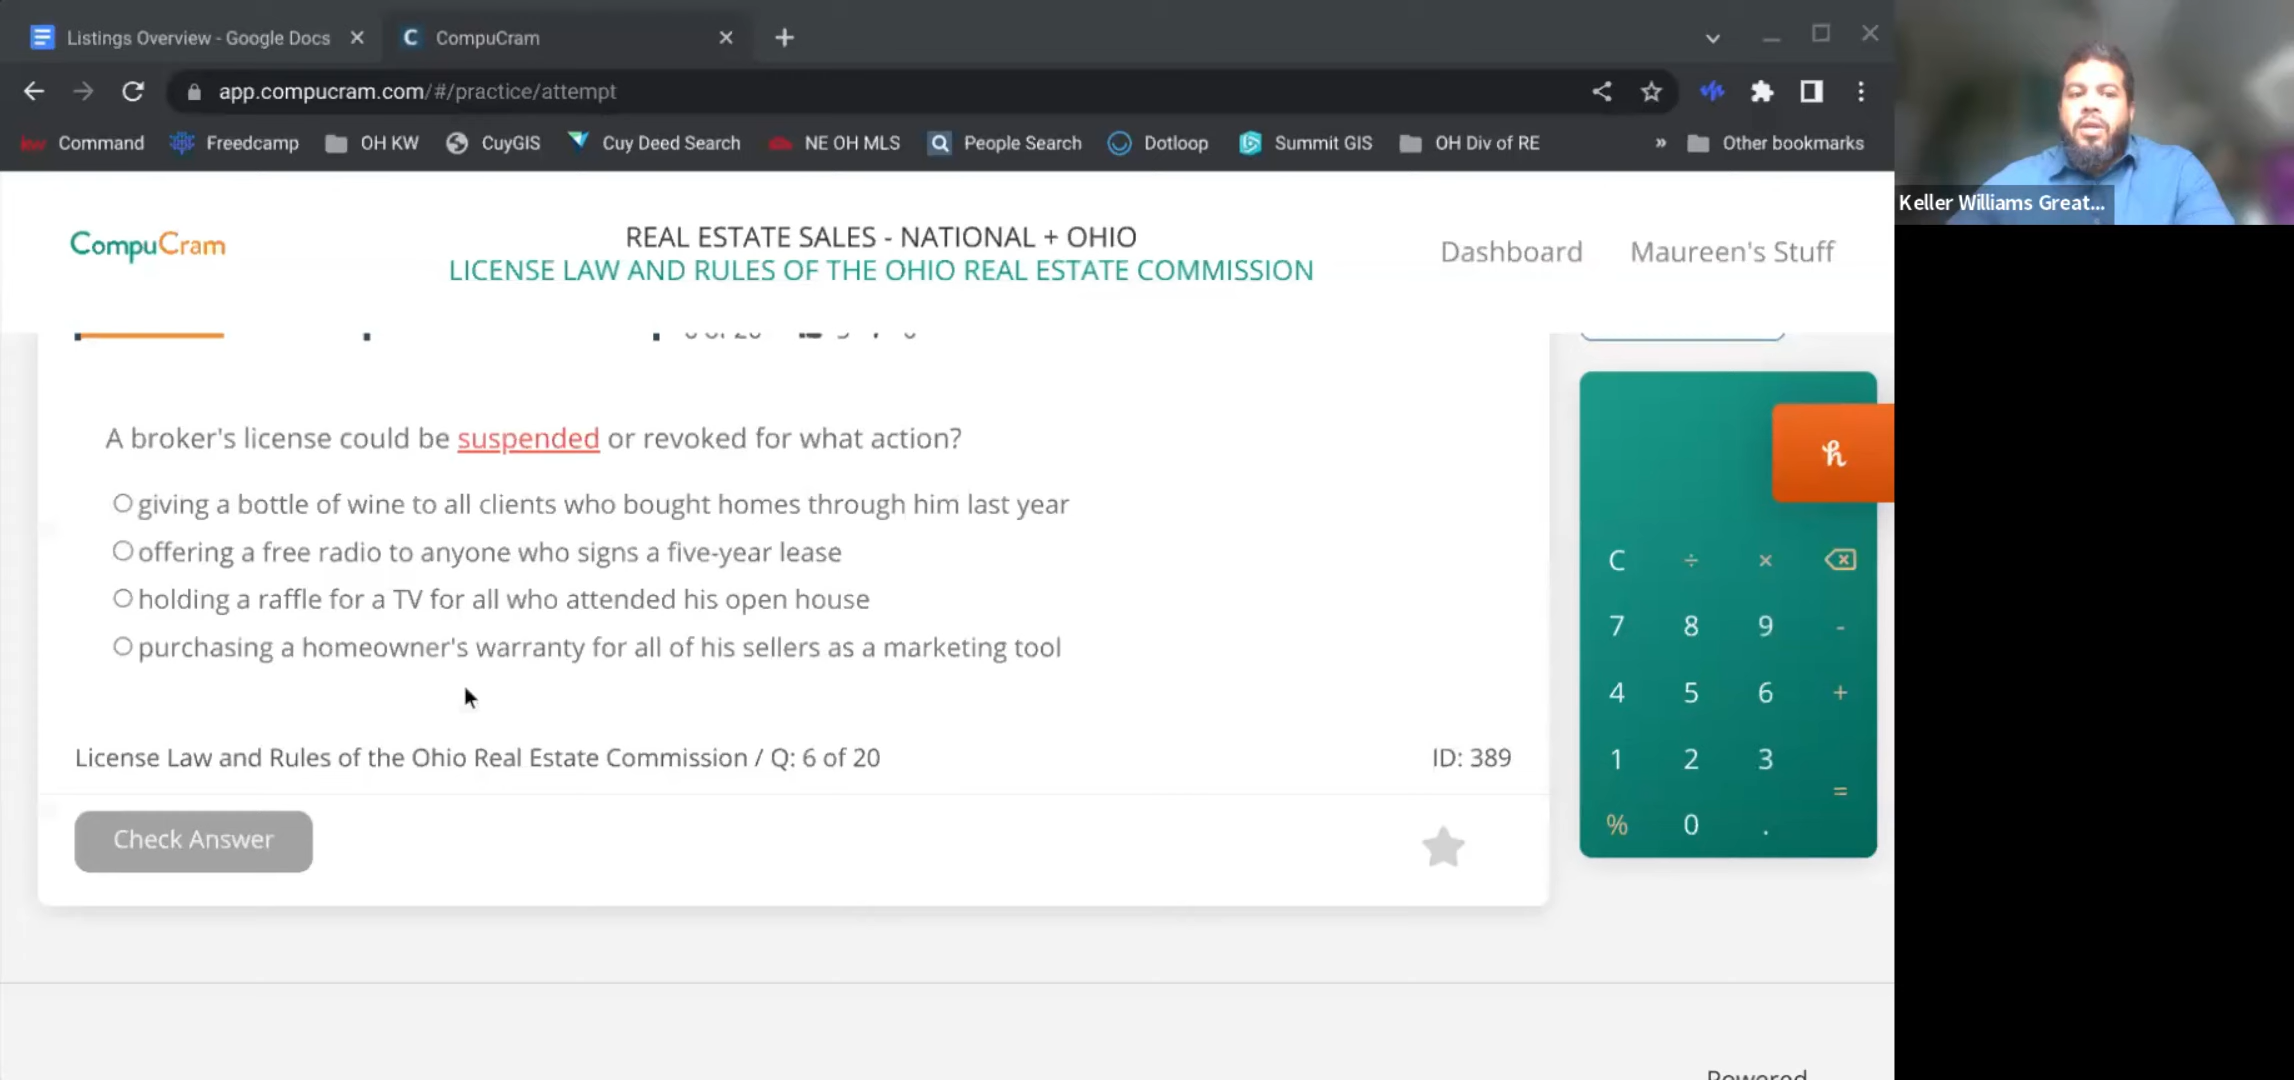 Listings Overview - Google Docs
CompuCram
app.compucram.com/#/practice/attempt
kw Command
Freedcamp
OH KW
CuyGIS
Cuy Deed Search
NE OH MLS
People Search
Dotloop
Summit GIS
OH Div of RE
»
Other bookmarks
Keller Williams Great...
CompuCram
REAL ESTATE SALES - NATIONAL + OHIO
LICENSE LAW AND RULES OF THE OHIO REAL ESTATE COMMISSION
Dashboard
Maureen's Stuff
A broker's license could be suspended or revoked for what action?
giving a bottle of wine to all clients who bought homes through him last year
offering a free radio to anyone who signs a five-year lease
holding a raffle for a TV for all who attended his open house
purchasing a homeowner's warranty for all of his sellers as a marketing tool
License Law and Rules of the Ohio Real Estate Commission / Q: 6 of 20
ID: 389
Check Answer
h
C ÷ ×
7 8 9 -
4 5 6 +
1 2 3
=
% 0 .
Powered